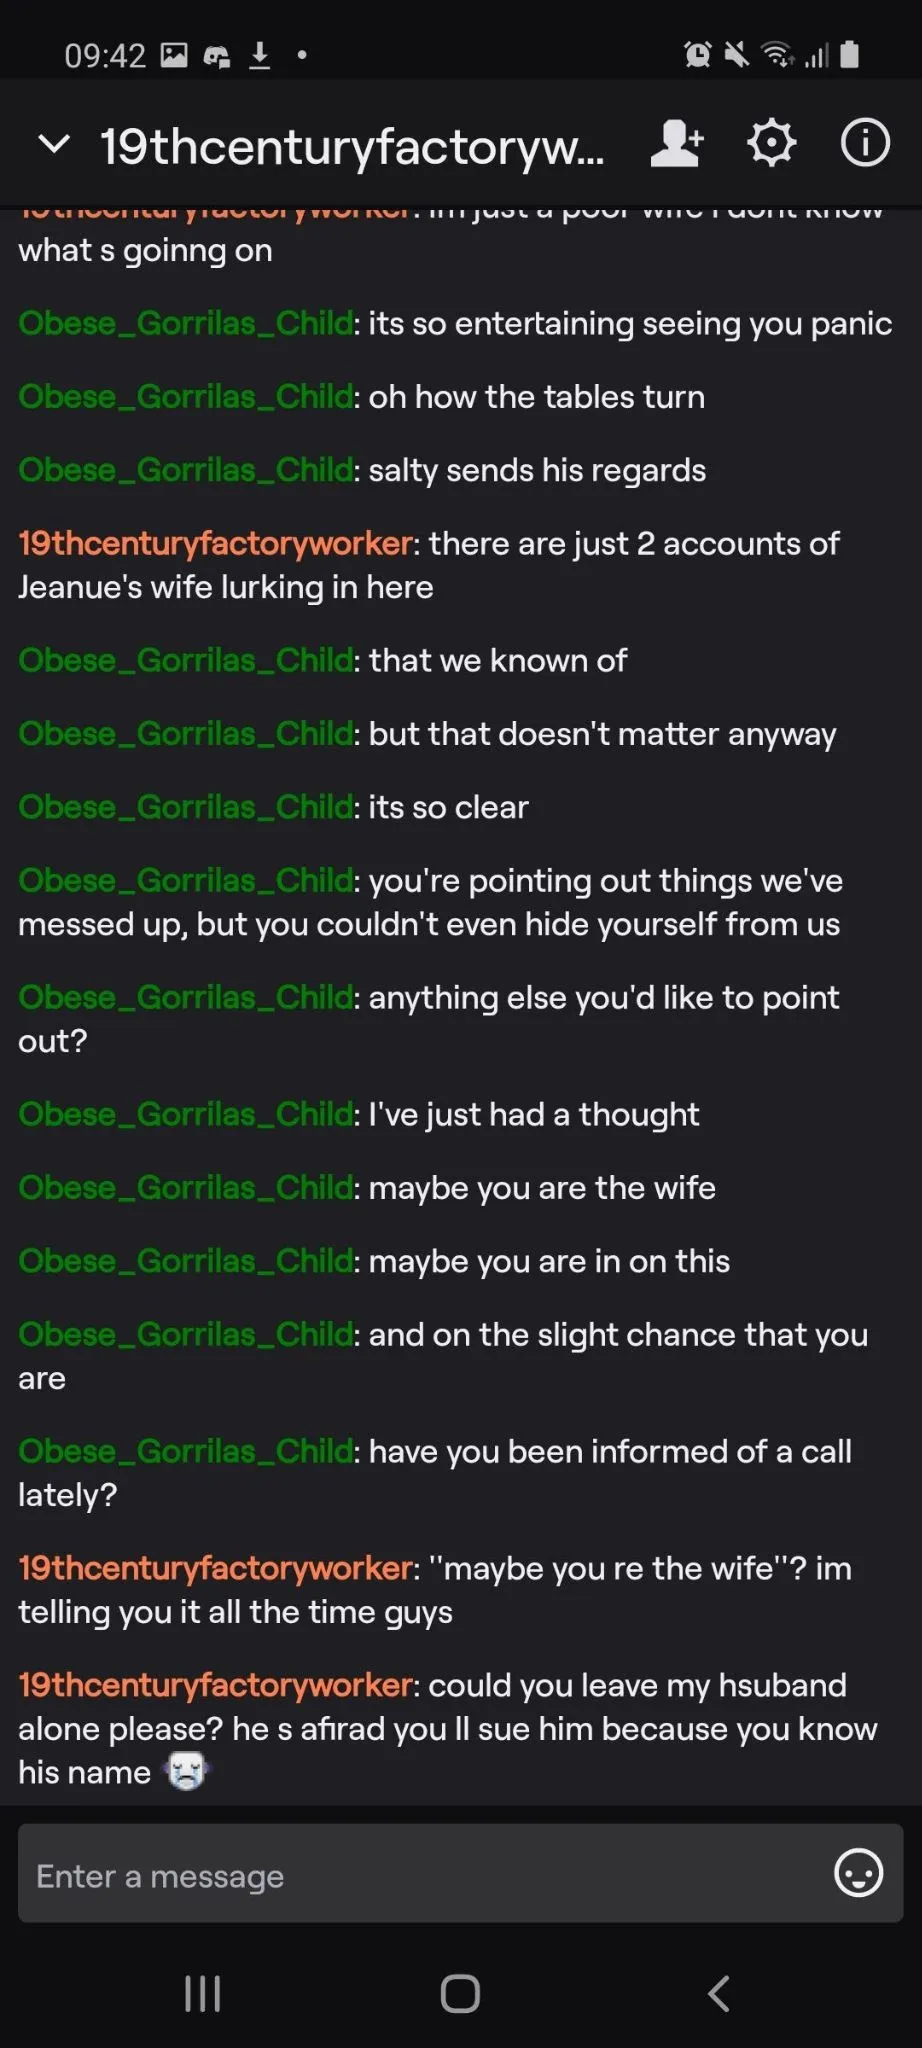 09:42
19thcenturyfactoryw...
19thcenturyfactoryworker: im just a poor wife i dont know
what s goinng on
Obese_Gorrilas_Child: its so entertaining seeing you panic
Obese_Gorrilas_Child: oh how the tables turn
Obese_Gorrilas_Child: salty sends his regards
19thcenturyfactoryworker: there are just 2 accounts of
Jeanue's wife lurking in here
Obese_Gorrilas_Child: that we known of
Obese_Gorrilas_Child: but that doesn't matter anyway
Obese_Gorrilas_Child: its so clear
Obese_Gorrilas_Child: you're pointing out things we've
messed up, but you couldn't even hide yourself from us
Obese_Gorrilas_Child: anything else you'd like to point
out?
Obese_Gorrilas_Child: I've just had a thought
Obese_Gorrilas_Child: maybe you are the wife
Obese_Gorrilas_Child: maybe you are in on this
Obese_Gorrilas_Child: and on the slight chance that you
are
Obese_Gorrilas_Child: have you been informed of a call
lately?
19thcenturyfactoryworker: ''maybe you re the wife''? im
telling you it all the time guys
19thcenturyfactoryworker: could you leave my hsuband
alone please? he s afirad you ll sue him because you know
his name
Enter a message